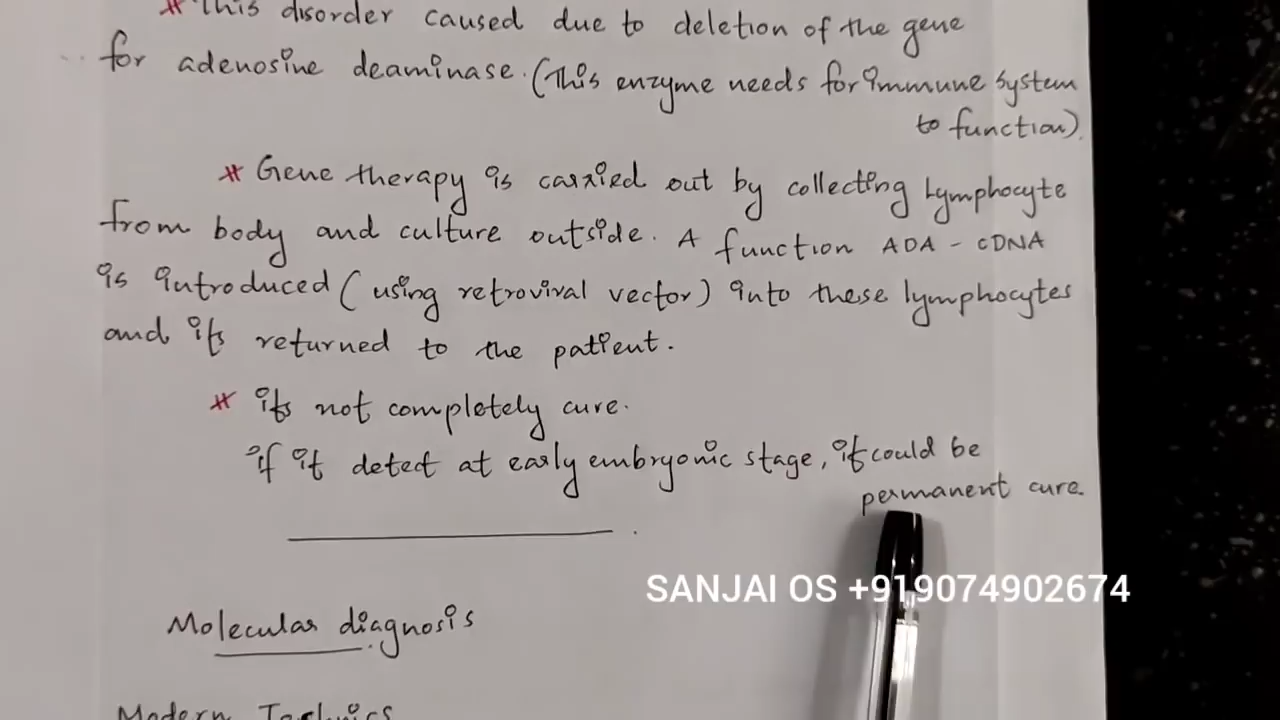 * This disorder caused due to deletion of the gene
for adenosine deaminase. (This enzyme needs for immune system
to function).
* Gene therapy is carried out by collecting lymphocyte
from body and culture outside. A function ADA - cDNA
is introduced (using retroviral vector) into these lymphocytes
and its returned to the patient.
* its not completely cure.
if it detect at early embryonic stage, it could be
permanent cure.
SANJAI OS +919074902674
Molecular diagnosis
Modern Technics